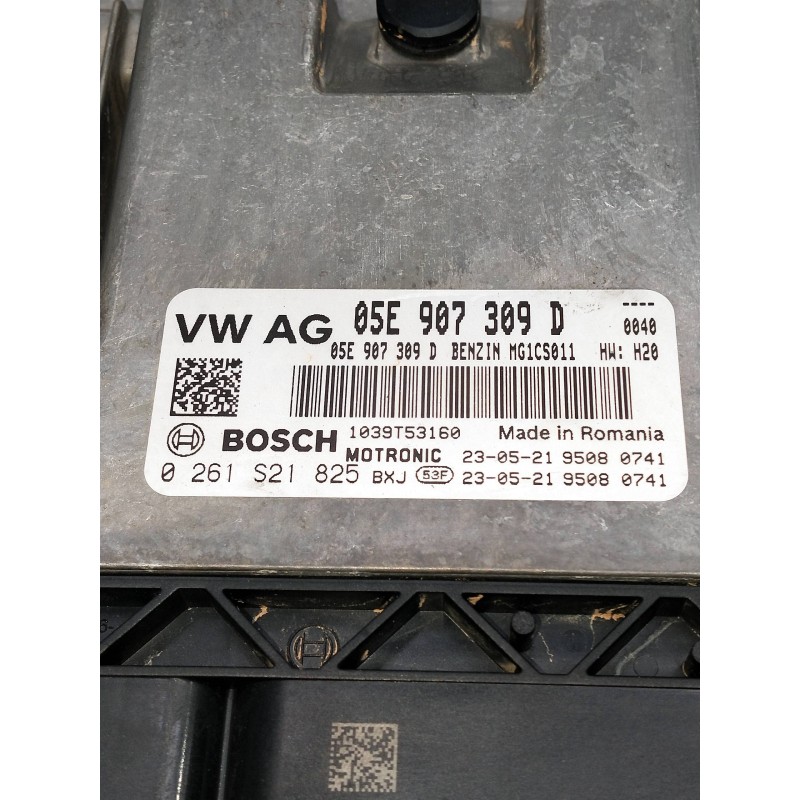 VW AG 05E 907 309 D ----
0040
05E 907 309 D BENZIN MG1CS011 HW: H20
BOSCH 1039T53160 Made in Romania
MOTRONIC 23-05-21 9508 0741
0 261 S21 825 BXJ 53F 23-05-21 9508 0741